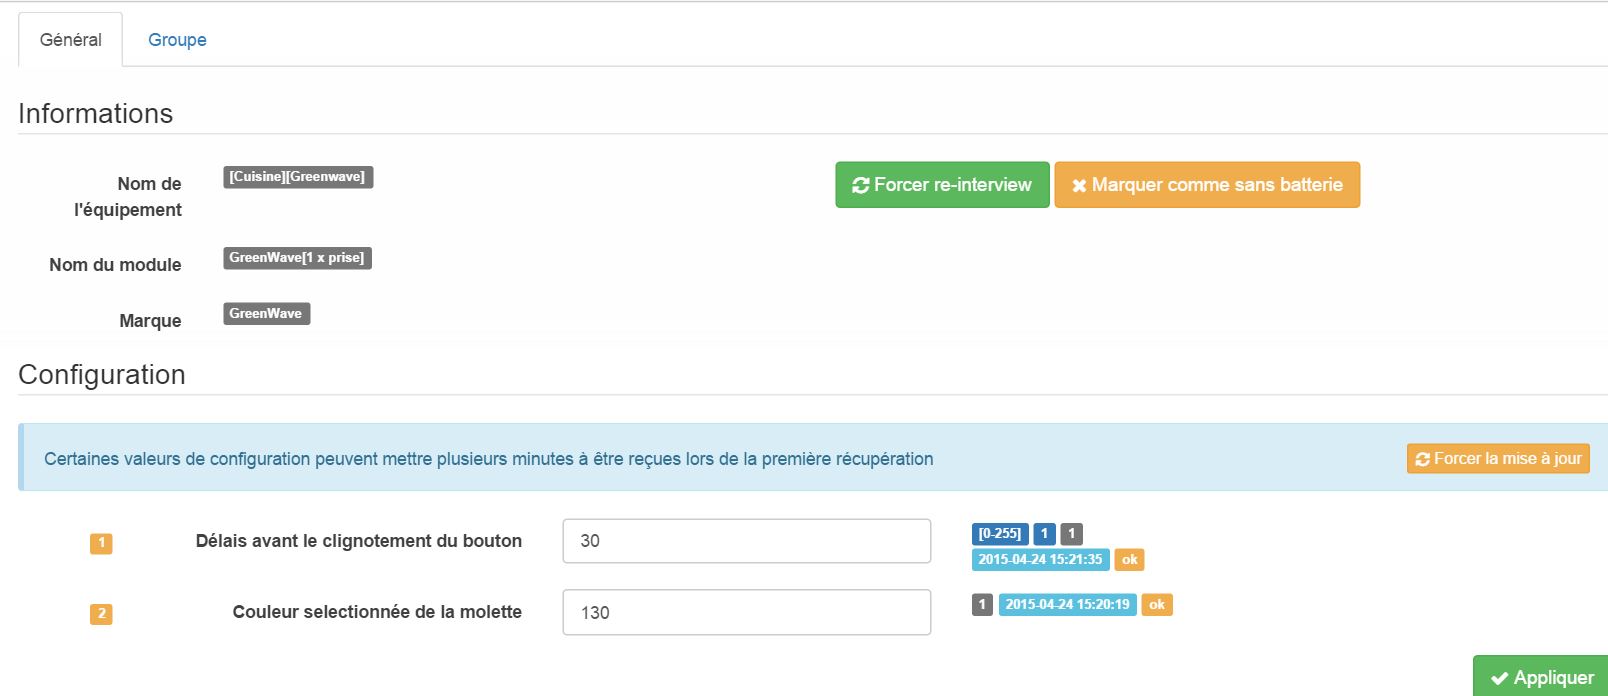 Général
Groupe
Informations
Nom de l'équipement
[Cuisine][Greenwave]
Forcer re-interview
Marquer comme sans batterie
Nom du module
GreenWave[1 x prise]
Marque
GreenWave
Configuration
Certaines valeurs de configuration peuvent mettre plusieurs minutes à être reçues lors de la première récupération
Forcer la mise à jour
1
Délais avant le clignotement du bouton
30
[0-255] 1 1
2015-04-24 15:21:35 ok
2
Couleur selectionnée de la molette
130
1 2015-04-24 15:20:19 ok
Appliquer